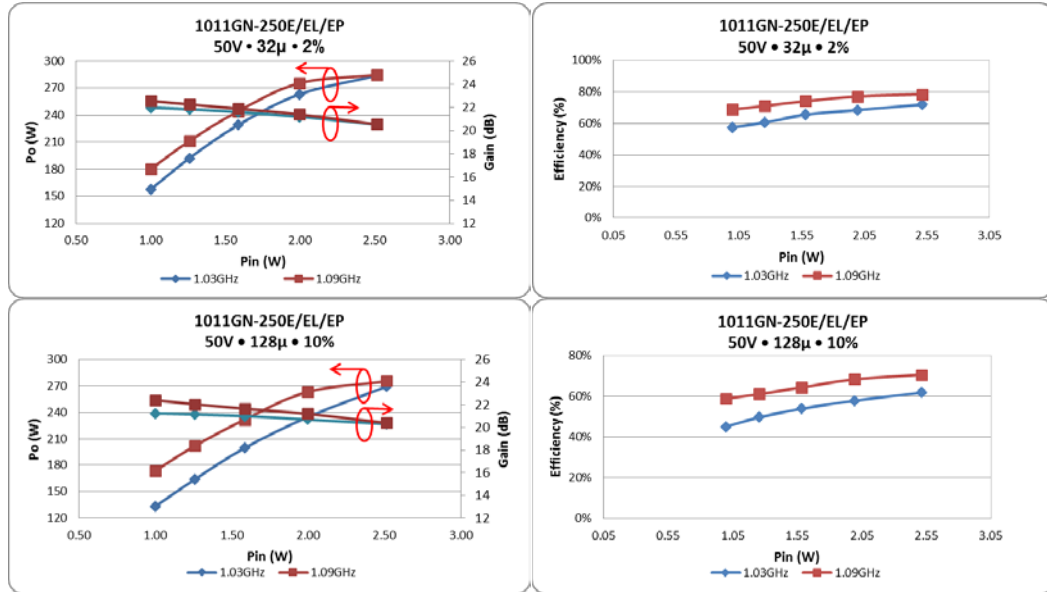 1011GN-250E/EL/EP
50V • 32µ • 2%
300
270
240
210
180
150
120
Po (W)
26
24
22
20
18
16
14
12
Gain (dB)
0.50 1.00 1.50 2.00 2.50 3.00
Pin (W)
1.03GHz 1.09GHz
1011GN-250E/EL/EP
50V • 32µ • 2%
100%
80%
60%
40%
20%
0%
Efficiency (%)
0.05 0.55 1.05 1.55 2.05 2.55 3.05
Pin (W)
1.03GHz 1.09GHz
1011GN-250E/EL/EP
50V • 128µ • 10%
300
270
240
210
180
150
120
Po (W)
26
24
22
20
18
16
14
12
Gain (dB)
0.50 1.00 1.50 2.00 2.50 3.00
Pin (W)
1.03GHz 1.09GHz
1011GN-250E/EL/EP
50V • 128µ • 10%
80%
60%
40%
20%
0%
Efficiency (%)
0.05 0.55 1.05 1.55 2.05 2.55 3.05
Pin (W)
1.03GHz 1.09GHz